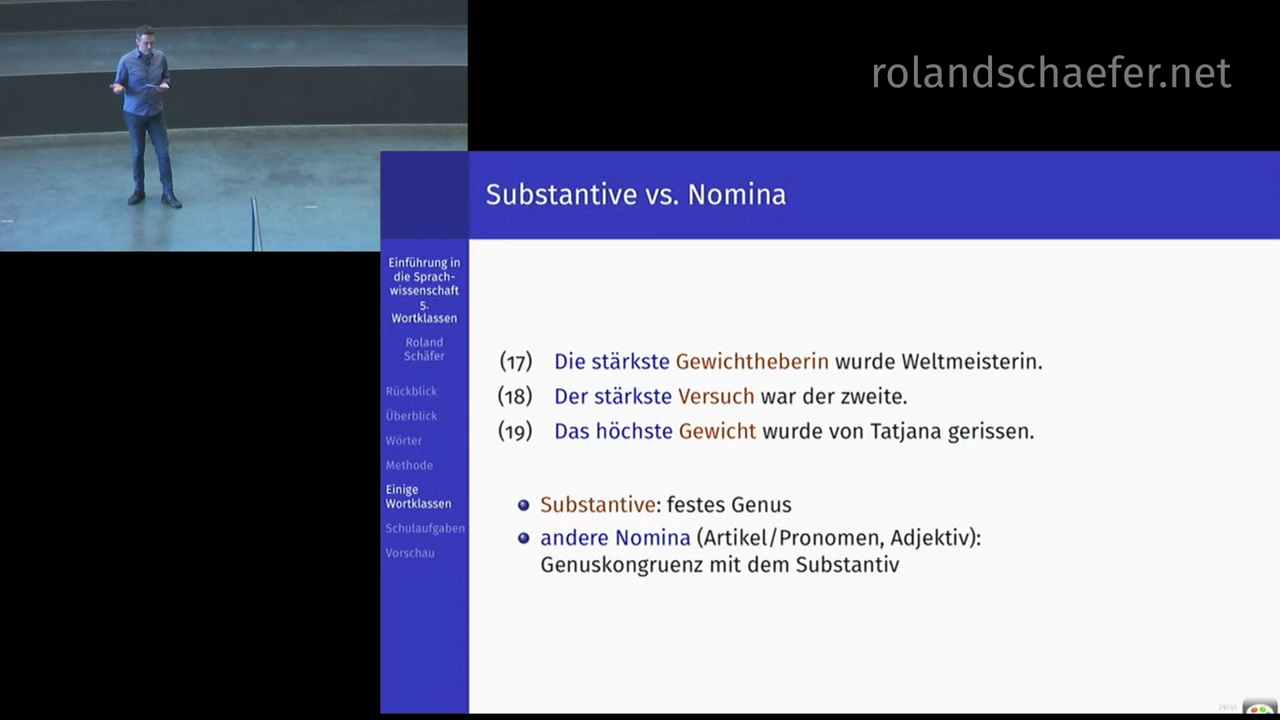 rolandschaefer.net
Substantive vs. Nomina
Einführung in
die Sprach-
wissenschaft
5.
Wortklassen
Roland
Schäfer
Rückblick
Überblick
Wörter
Methode
Einige
Wortklassen
Schulaufgaben
Vorschau
(17) Die stärkste Gewichtheberin wurde Weltmeisterin.
(18) Der stärkste Versuch war der zweite.
(19) Das höchste Gewicht wurde von Tatjana gerissen.
Substantive: festes Genus
andere Nomina (Artikel/Pronomen, Adjektiv):
Genuskongruenz mit dem Substantiv